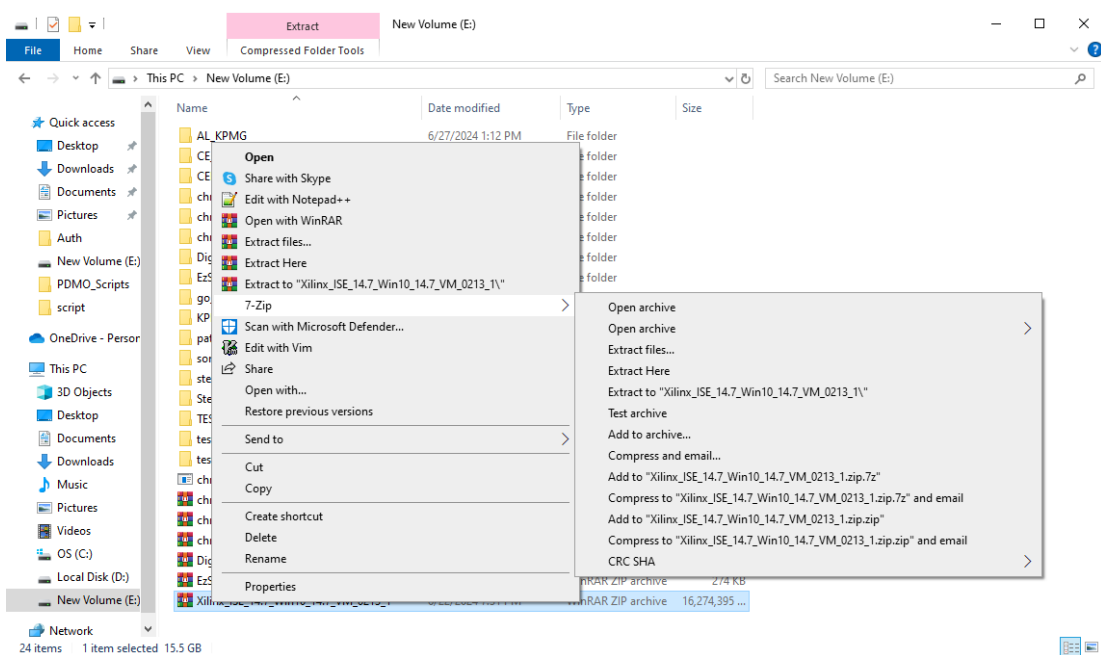 Extract
New Volume (E:)
File
Home
Share
View
Compressed Folder Tools
This PC
New Volume (E:)
Search New Volume (E:)
Name
Date modified
Type
Size
Quick access
Desktop
Downloads
Documents
Pictures
Auth
New Volume (E:)
PDMO_Scripts
script
OneDrive - Person
This PC
3D Objects
Desktop
Documents
Downloads
Music
Pictures
Videos
OS (C:)
Local Disk (D:)
New Volume (E:)
Network
AL_KPMG 6/27/2024 1:12 PM File folder
Open
Share with Skype
Edit with Notepad++
Open with WinRAR
Extract files...
Extract Here
Extract to "Xilinx_ISE_14.7_Win10_14.7_VM_0213_1\"
7-Zip
Scan with Microsoft Defender...
Edit with Vim
Share
Open with...
Restore previous versions
Send to
Cut
Copy
Create shortcut
Delete
Rename
Properties
Open archive
Open archive
Extract files...
Extract Here
Extract to "Xilinx_ISE_14.7_Win10_14.7_VM_0213_1\"
Test archive
Add to archive...
Compress and email...
Add to "Xilinx_ISE_14.7_Win10_14.7_VM_0213_1.zip.7z"
Compress to "Xilinx_ISE_14.7_Win10_14.7_VM_0213_1.zip.7z" and email
Add to "Xilinx_ISE_14.7_Win10_14.7_VM_0213_1.zip.zip"
Compress to "Xilinx_ISE_14.7_Win10_14.7_VM_0213_1.zip.zip" and email
CRC SHA
ZIP archive 274 KB
WinRAR ZIP archive 16,274,395 ...
24 items 1 item selected 15.5 GB